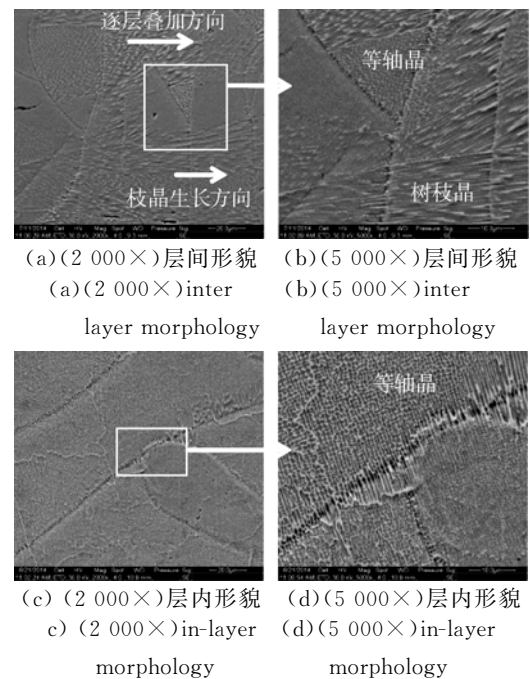 逐层叠加方向
枝晶生长方向
等轴晶
树枝晶
(a)(2 000×)层间形貌
(a)(2 000×)inter
layer morphology
(b)(5 000×)层间形貌
(b)(5 000×)inter
layer morphology
等轴晶
(c) (2 000×)层内形貌
c) (2 000×)in-layer
morphology
(d)(5 000×)层内形貌
(d)(5 000×)in-layer
morphology